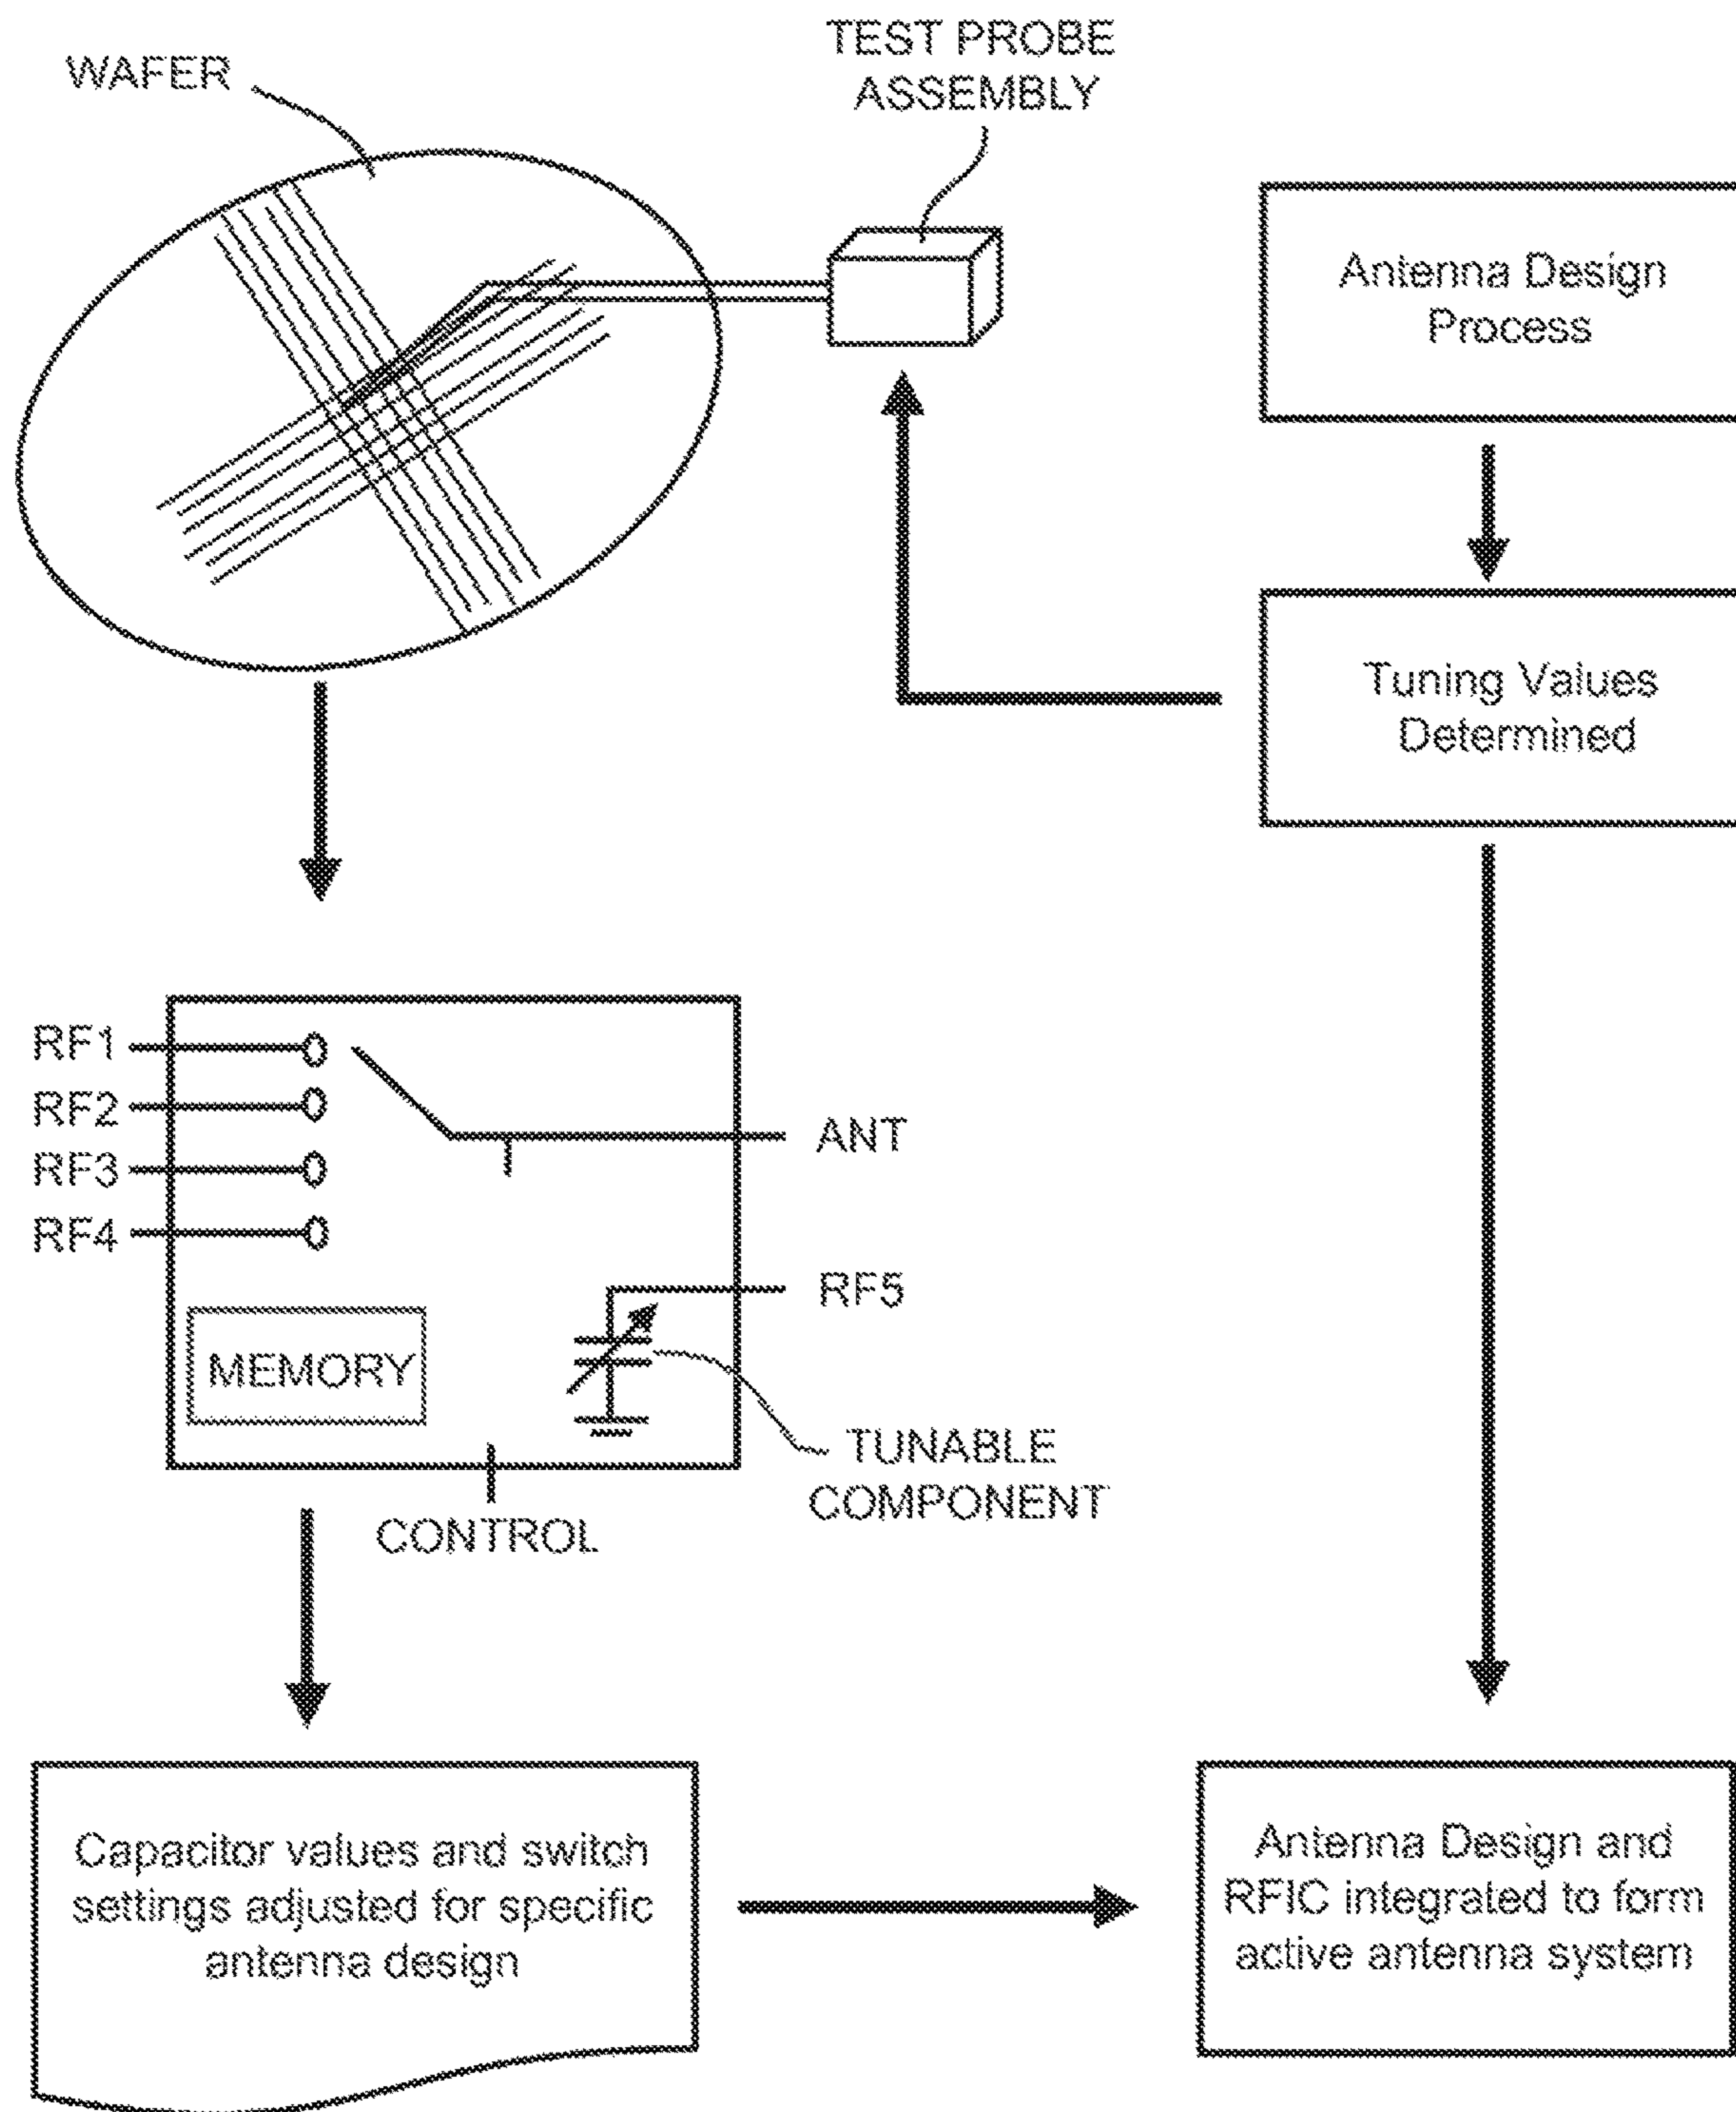 TEST PROBE
ASSEMBLY
WAFER
Antenna Design
Process
Tuning Values
Determined
RF1
RF2
RF3
RF4
ANT
RF5
MEMORY
TUNABLE
COMPONENT
CONTROL
Capacitor values and switch
settings adjusted for specific
antenna design
Antenna Design and
RFIC integrated to form
active antenna system